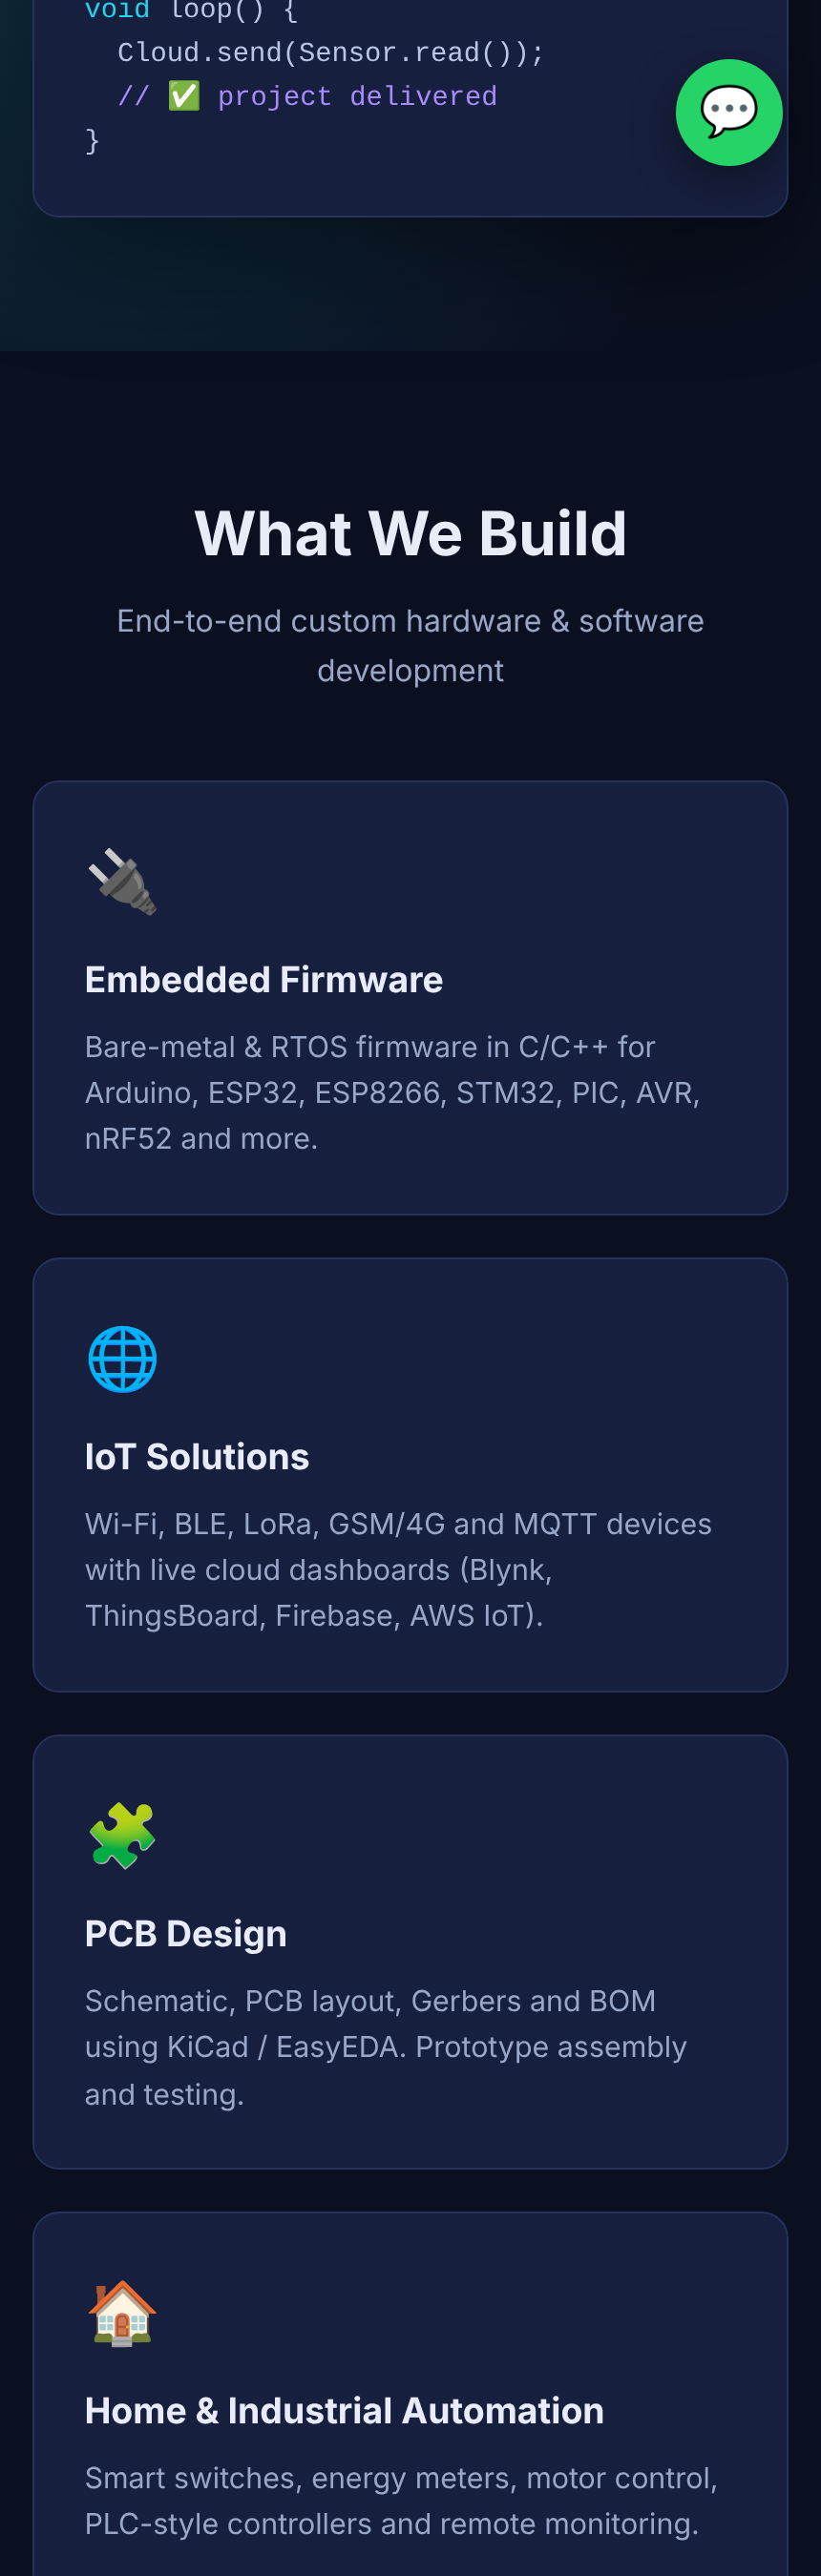 void loop() {
Cloud.send(Sensor.read());
// ✅ project delivered
}
What We Build
End-to-end custom hardware & software
development
Embedded Firmware
Bare-metal & RTOS firmware in C/C++ for
Arduino, ESP32, ESP8266, STM32, PIC, AVR,
nRF52 and more.
IoT Solutions
Wi-Fi, BLE, LoRa, GSM/4G and MQTT devices
with live cloud dashboards (Blynk,
ThingsBoard, Firebase, AWS IoT).
PCB Design
Schematic, PCB layout, Gerbers and BOM
using KiCad / EasyEDA. Prototype assembly
and testing.
Home & Industrial Automation
Smart switches, energy meters, motor control,
PLC-style controllers and remote monitoring.